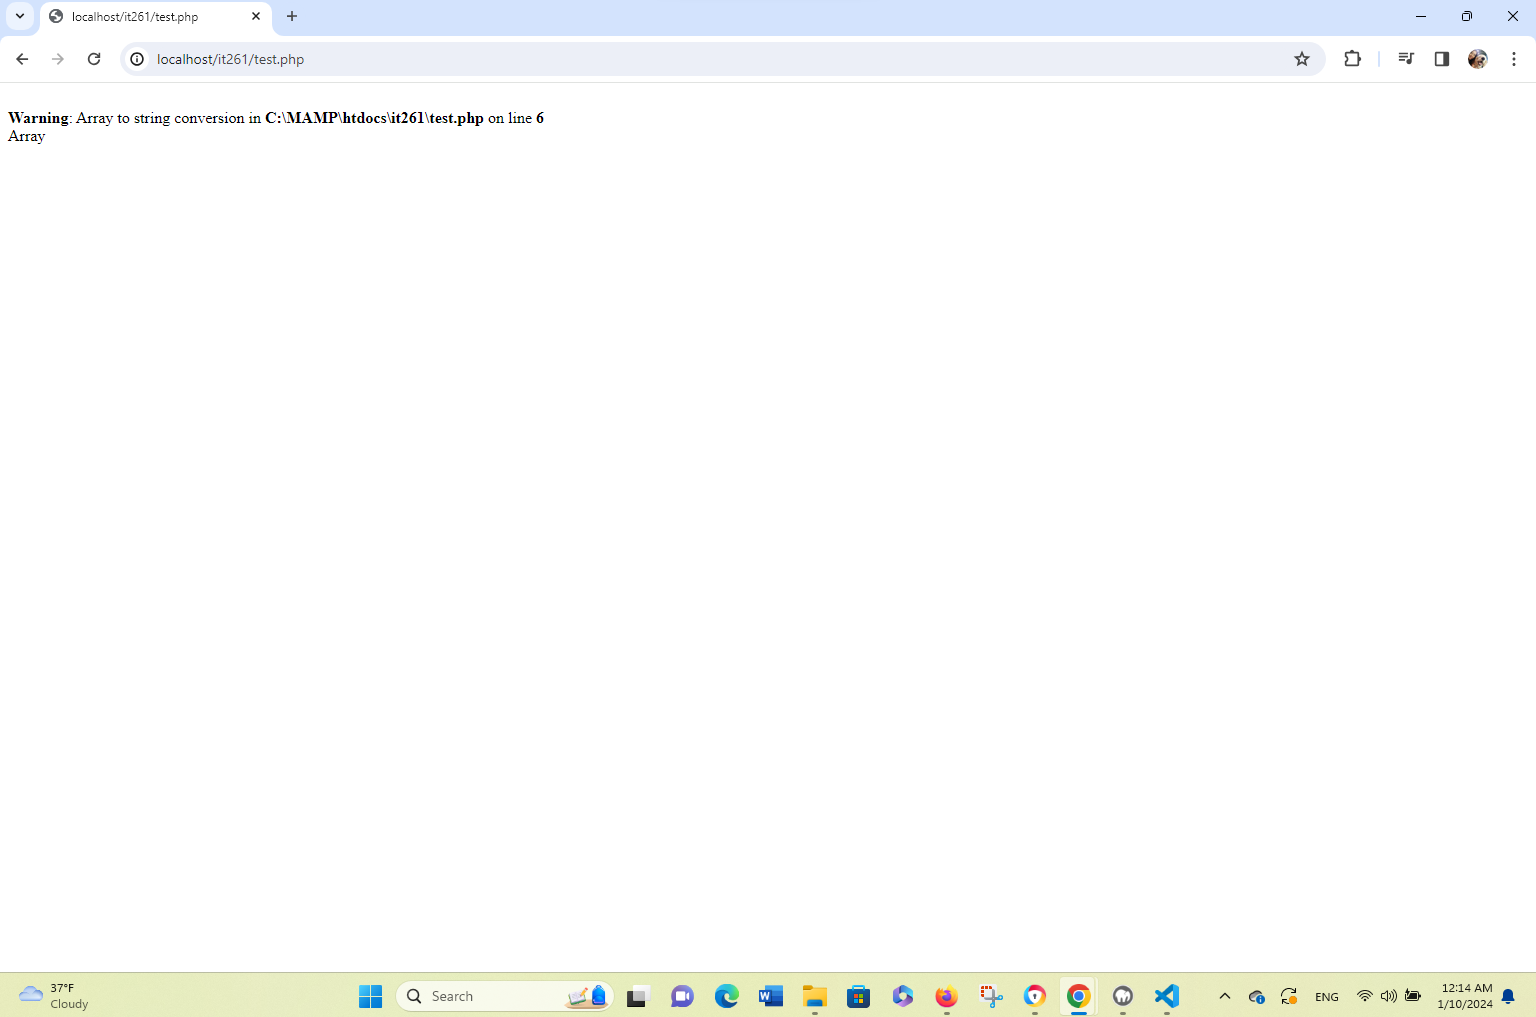 localhost/it261/test.php
localhost/it261/test.php
Warning: Array to string conversion in C:\MAMP\htdocs\it261\test.php on line 6
Array
37°F
Cloudy
Search
ENG
12:14 AM
1/10/2024